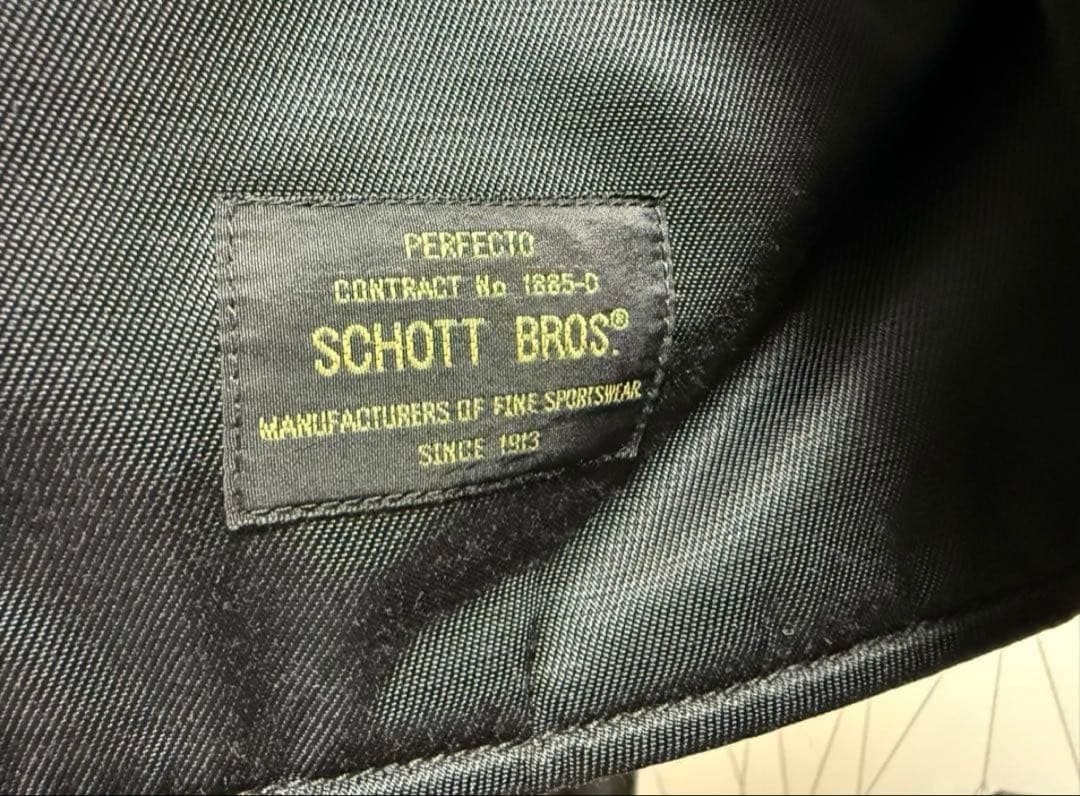 PERFECTO
CONTRACT No 1885-D
SCHOTT BROS.®
MANUFACTURERS OF FINE SPORTSWEAR
SINCE 1913